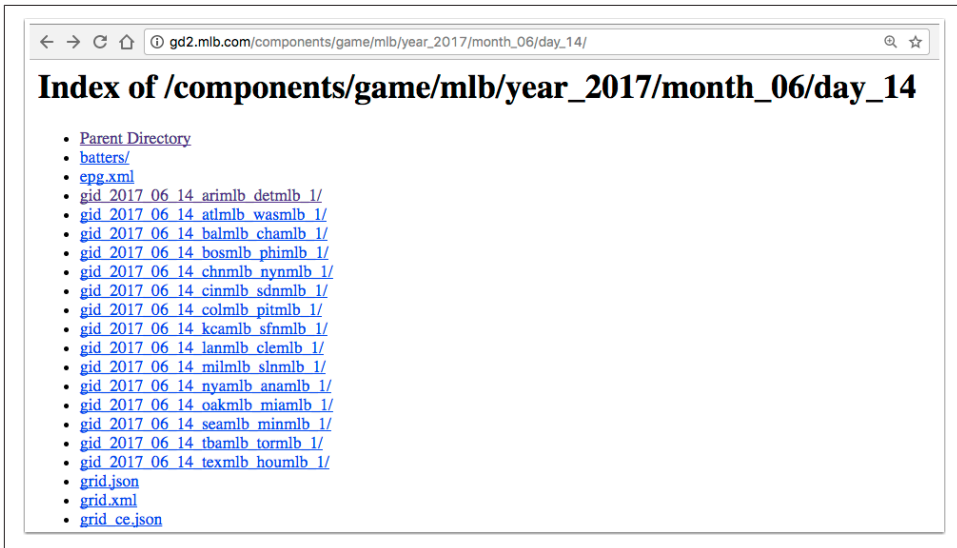 gd2.mlb.com/components/game/mlb/year_2017/month_06/day_14/
Index of /components/game/mlb/year_2017/month_06/day_14
Parent Directory
batters/
epg.xml
gid_2017_06_14_arimlb_detmlb_1/
gid_2017_06_14_atlmlb_wasmlb_1/
gid_2017_06_14_balmlb_chamlb_1/
gid_2017_06_14_bosmlb_phimlb_1/
gid_2017_06_14_chnmlb_nynmlb_1/
gid_2017_06_14_cinmlb_sdnmlb_1/
gid_2017_06_14_colmlb_pitmlb_1/
gid_2017_06_14_kcamlb_sfnmlb_1/
gid_2017_06_14_lanmlb_clemlb_1/
gid_2017_06_14_milmlb_slnmlb_1/
gid_2017_06_14_nyamlb_anamlb_1/
gid_2017_06_14_oakmlb_miamlb_1/
gid_2017_06_14_seamlb_minmlb_1/
gid_2017_06_14_tbamlb_tormlb_1/
gid_2017_06_14_texmlb_houmlb_1/
grid.json
grid.xml
grid_ce.json